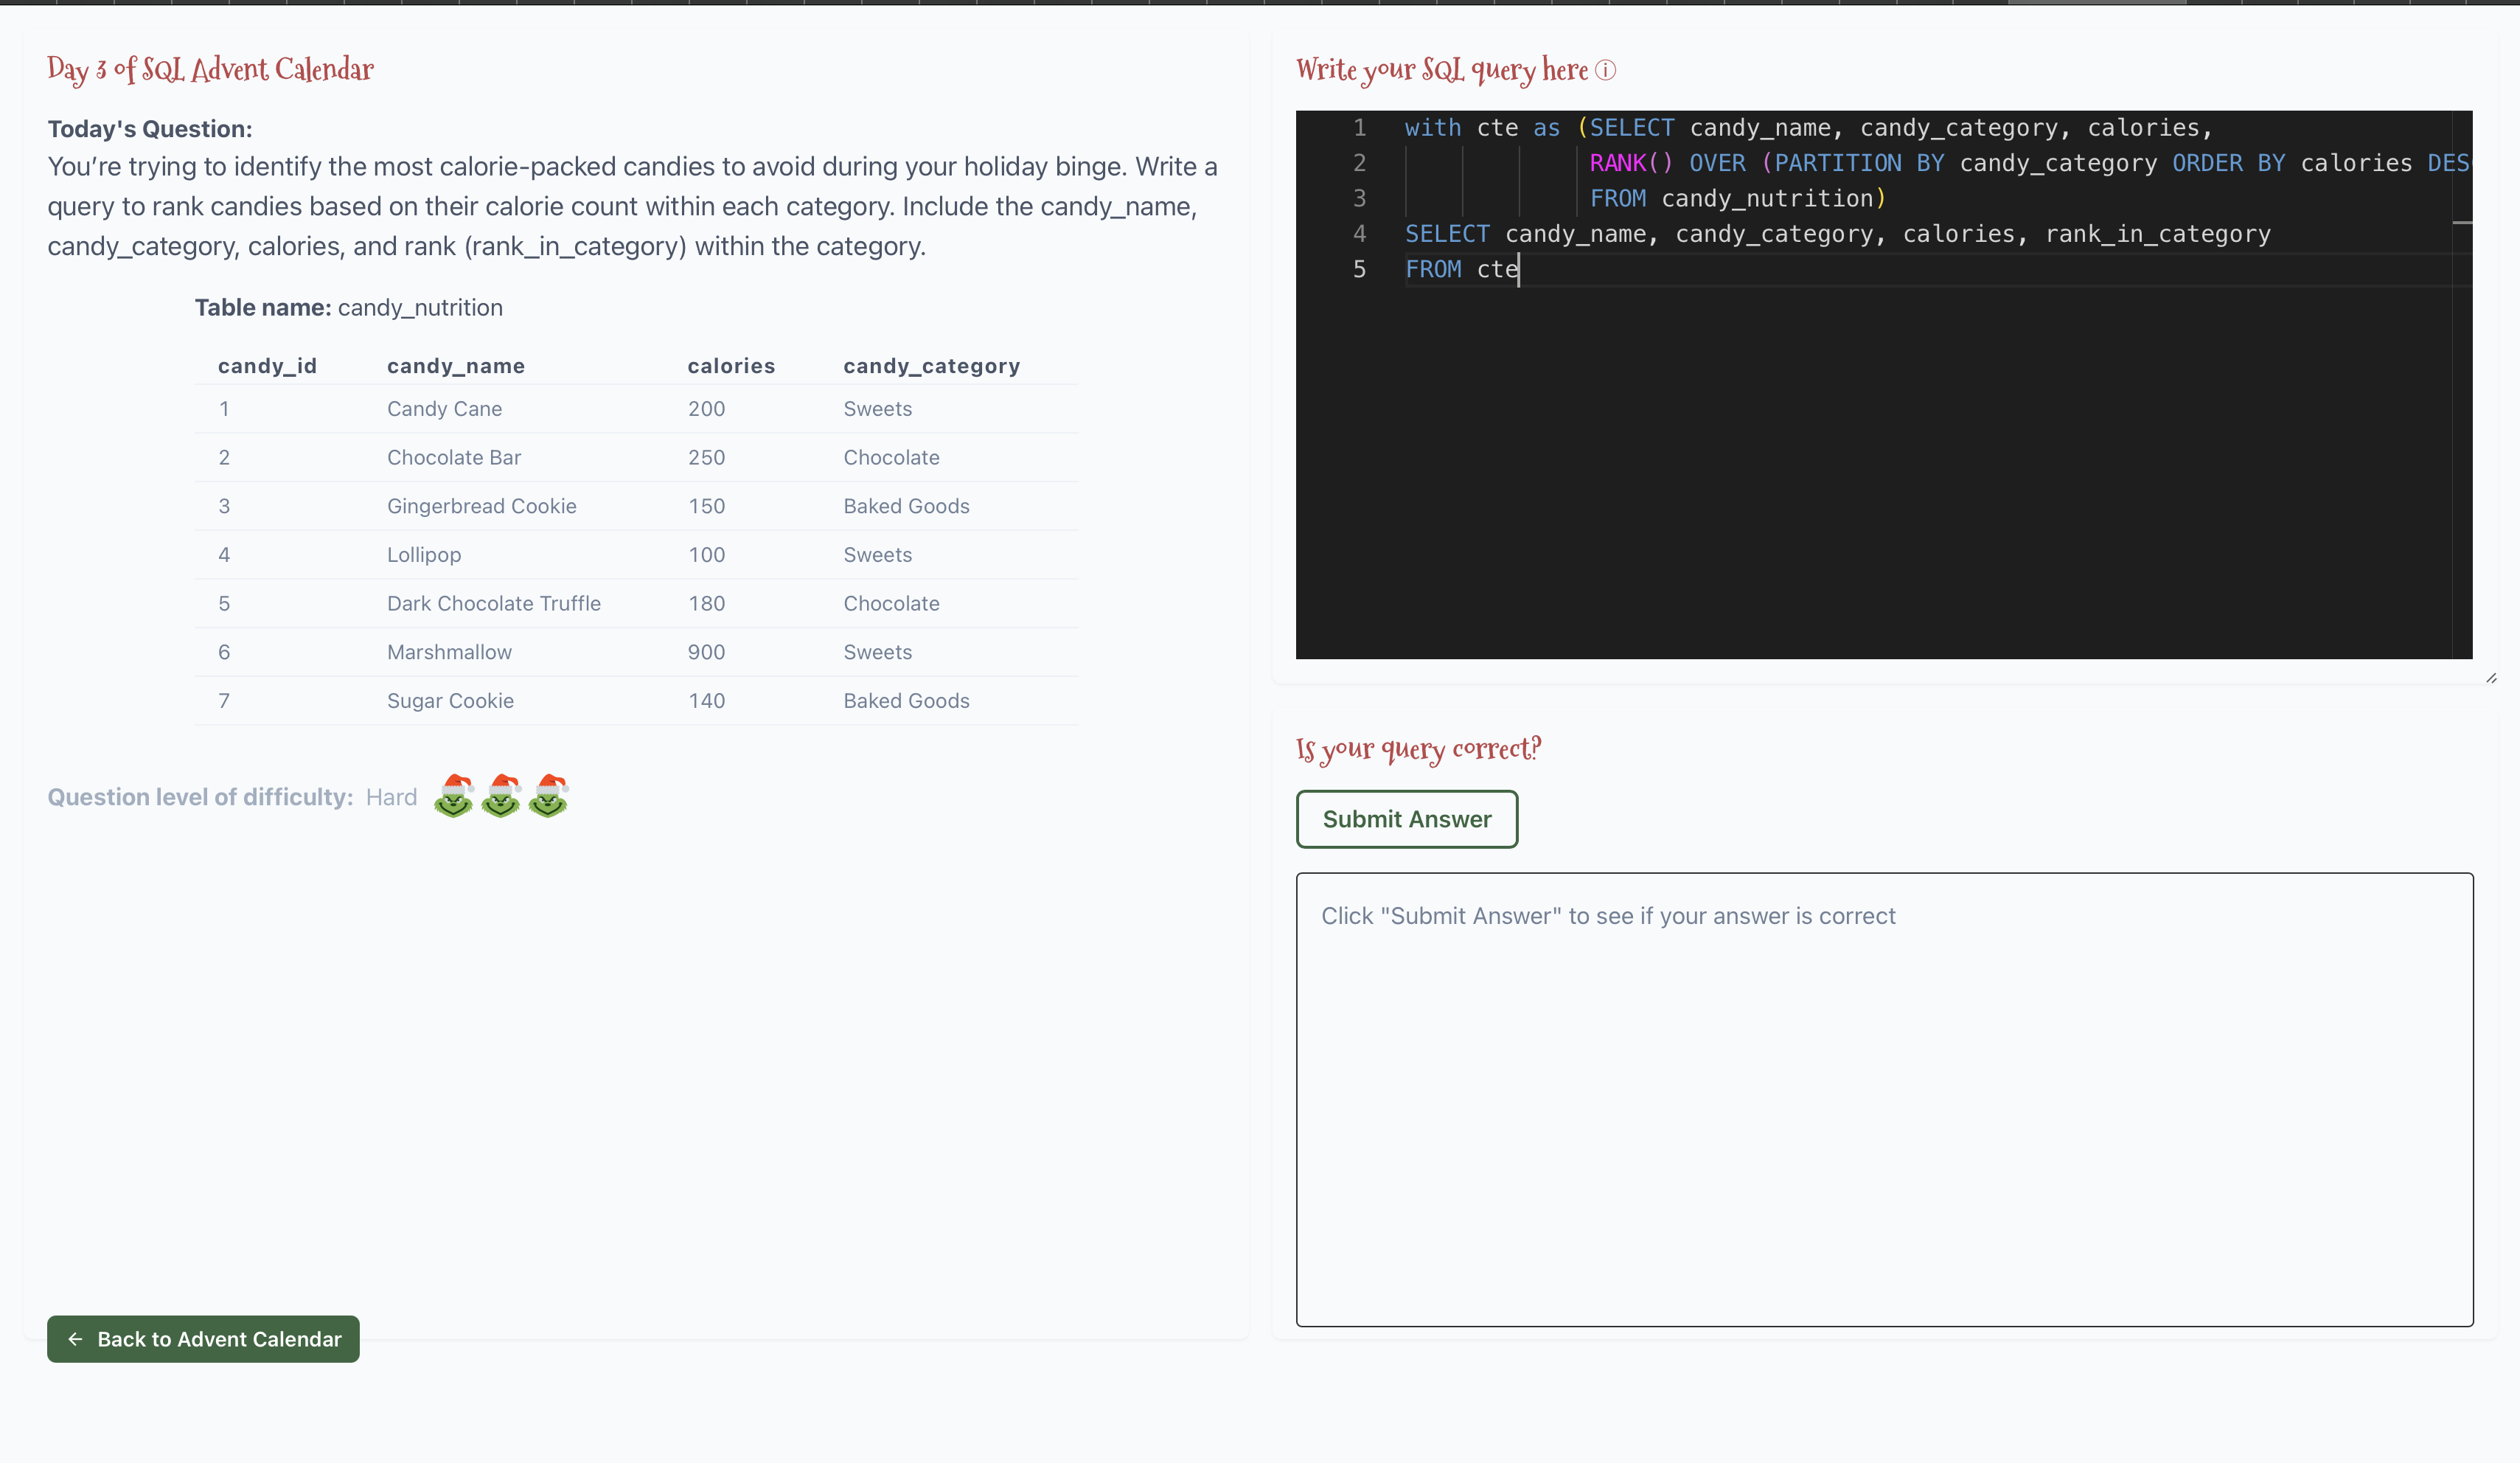 Day 3 of SQL Advent Calendar
Today's Question:
You’re trying to identify the most calorie-packed candies to avoid during your holiday binge. Write a
query to rank candies based on their calorie count within each category. Include the candy_name,
candy_category, calories, and rank (rank_in_category) within the category.
Table name: candy_nutrition
candy_id candy_name calories candy_category
1 Candy Cane 200 Sweets
2 Chocolate Bar 250 Chocolate
3 Gingerbread Cookie 150 Baked Goods
4 Lollipop 100 Sweets
5 Dark Chocolate Truffle 180 Chocolate
6 Marshmallow 900 Sweets
7 Sugar Cookie 140 Baked Goods
Question level of difficulty: Hard
← Back to Advent Calendar
Write your SQL query here ⓘ
1 with cte as (SELECT candy_name, candy_category, calories,
2 RANK() OVER (PARTITION BY candy_category ORDER BY calories DES
3 FROM candy_nutrition)
4 SELECT candy_name, candy_category, calories, rank_in_category
5 FROM cte
Is your query correct?
Submit Answer
Click "Submit Answer" to see if your answer is correct